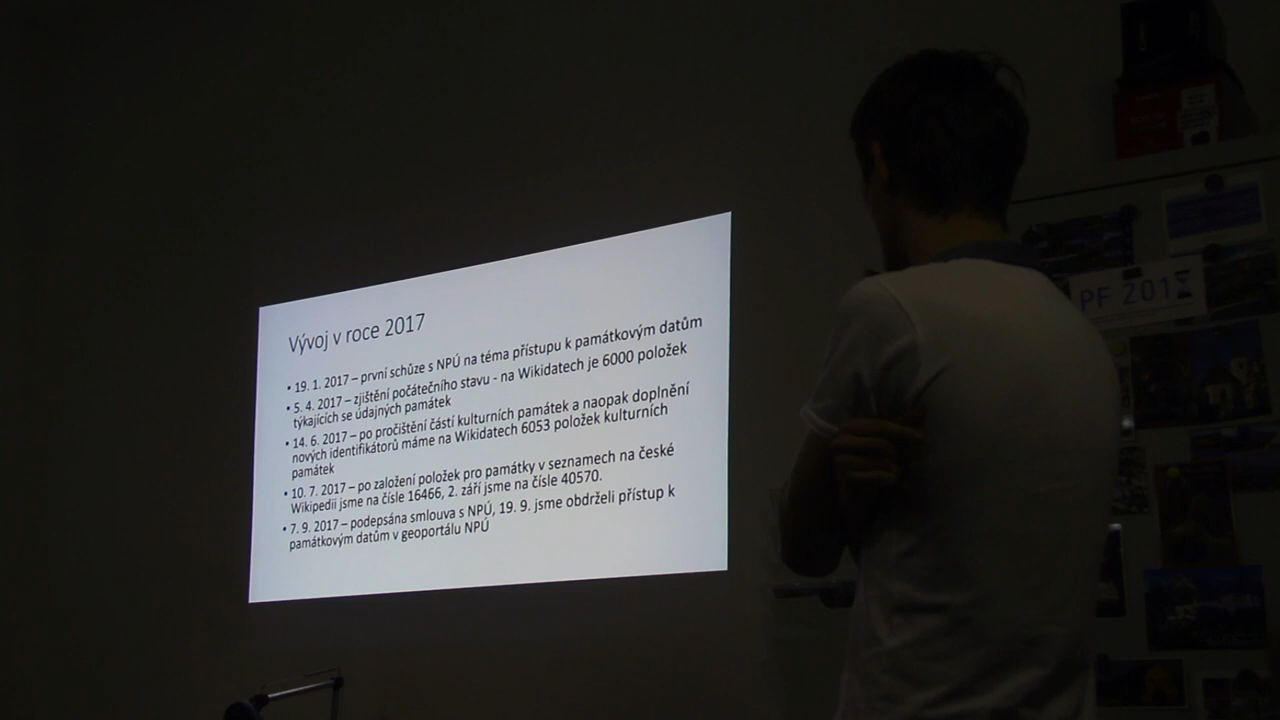 Vývoj v roce 2017
• 19. 1. 2017 – první schůze s NPÚ na téma přístupu k památkovým datům
• 5. 4. 2017 – zjištění počátečního stavu - na Wikidatech je 6000 položek
týkajících se údajných památek
• 14. 6. 2017 – po pročištění částí kulturních památek a naopak doplnění
nových identifikátorů máme na Wikidatech 6053 položek kulturních
památek
• 10. 7. 2017 – po založení položek pro památky v seznamech na české
Wikipedii jsme na čísle 16466, 2. září jsme na čísle 40570.
• 7. 9. 2017 – podepsána smlouva s NPÚ, 19. 9. jsme obdrželi přístup k
památkovým datům v geoportálu NPÚ
PF 201